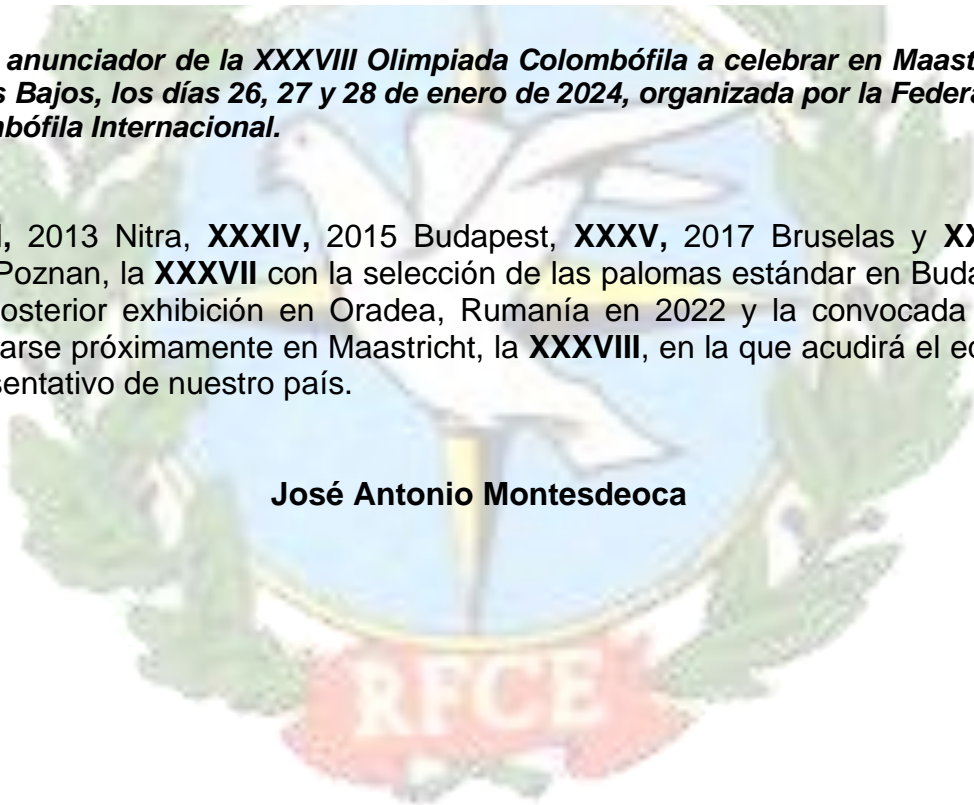 anunciador de la XXXVIII Olimpiada Colombófila a celebrar en Maast
s Bajos, los días 26, 27 y 28 de enero de 2024, organizada por la Federa
mbófila Internacional.
I, 2013 Nitra, XXXIV, 2015 Budapest, XXXV, 2017 Bruselas y XX
Poznan, la XXXVII con la selección de las palomas estándar en Buda
osterior exhibición en Oradea, Rumanía en 2022 y la convocada
arse próximamente en Maastricht, la XXXVIII, en la que acudirá el ec
sentativo de nuestro país.
José Antonio Montesdeoca
RFCE